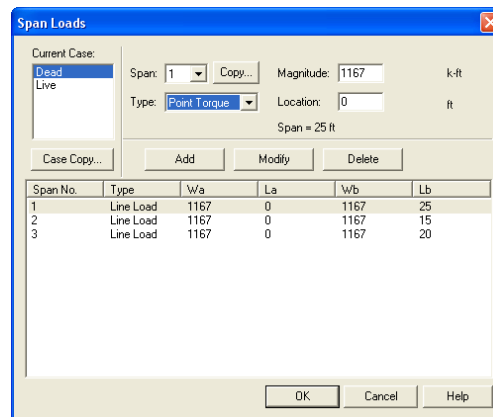 Span Loads
Current Case:
Dead
Live
Span: 1 Copy... Magnitude: 1167 k-ft
Type: Point Torque Location: 0 ft
Span = 25 ft
Case Copy... Add Modify Delete
Span No. Type Wa La Wb Lb
1 Line Load 1167 0 1167 25
2 Line Load 1167 0 1167 15
3 Line Load 1167 0 1167 20
OK Cancel Help